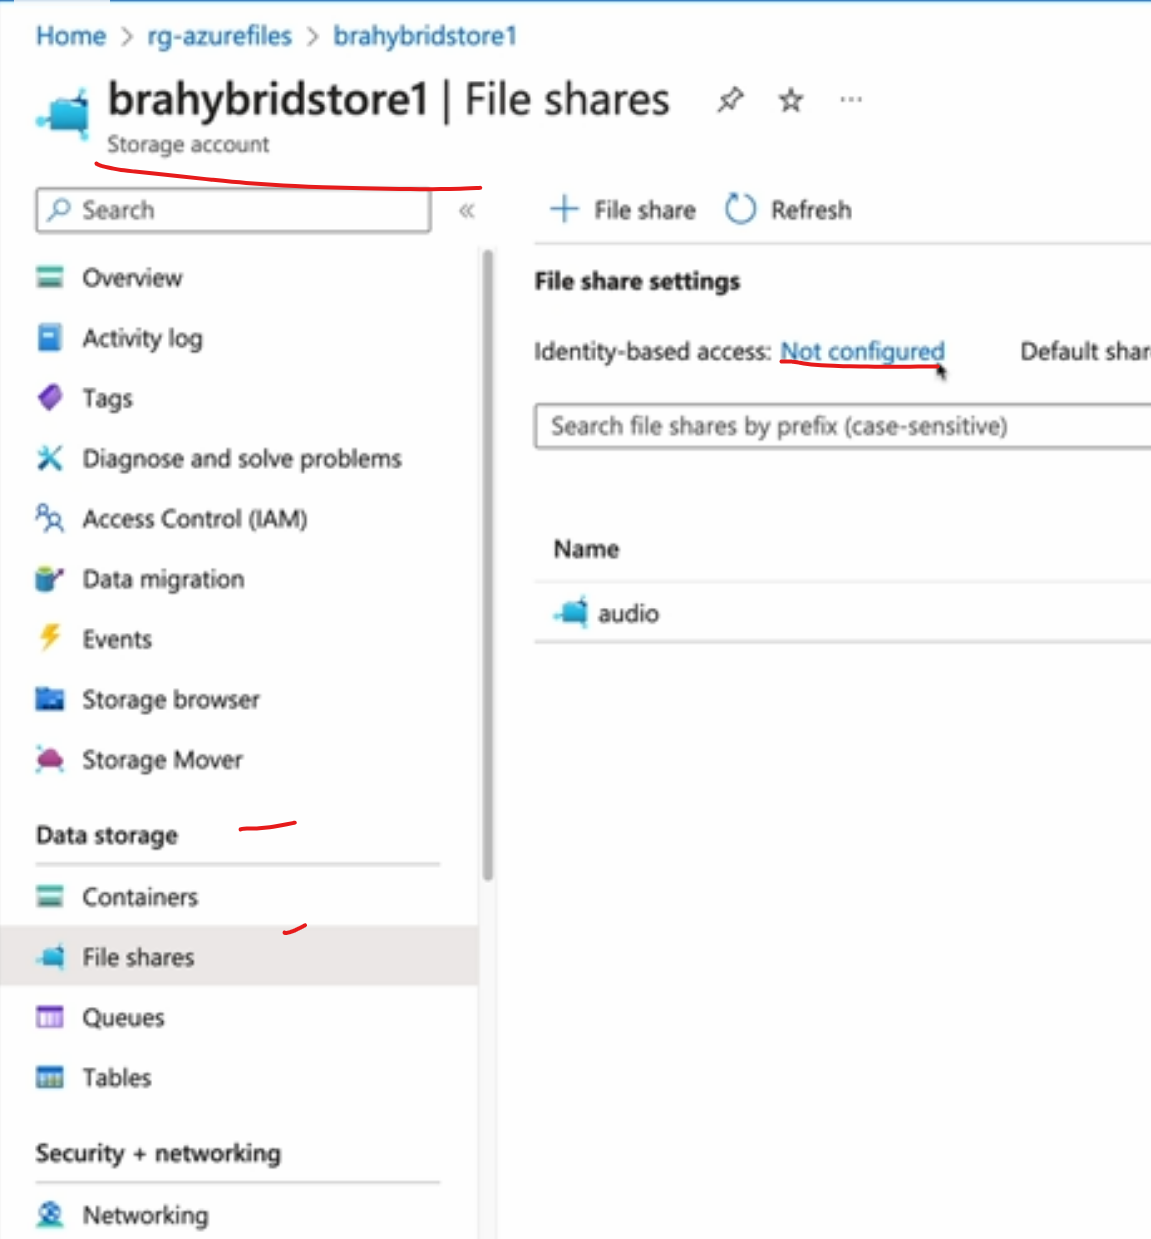 Home > rg-azurefiles > brahybridstore1
brahybridstore1 | File shares
Storage account
Search
Overview
Activity log
Tags
Diagnose and solve problems
Access Control (IAM)
Data migration
Events
Storage browser
Storage Mover
Data storage
Containers
File shares
Queues
Tables
Security + networking
Networking
+ File share Refresh
File share settings
Identity-based access: Not configured Default shar
Search file shares by prefix (case-sensitive)
Name
audio